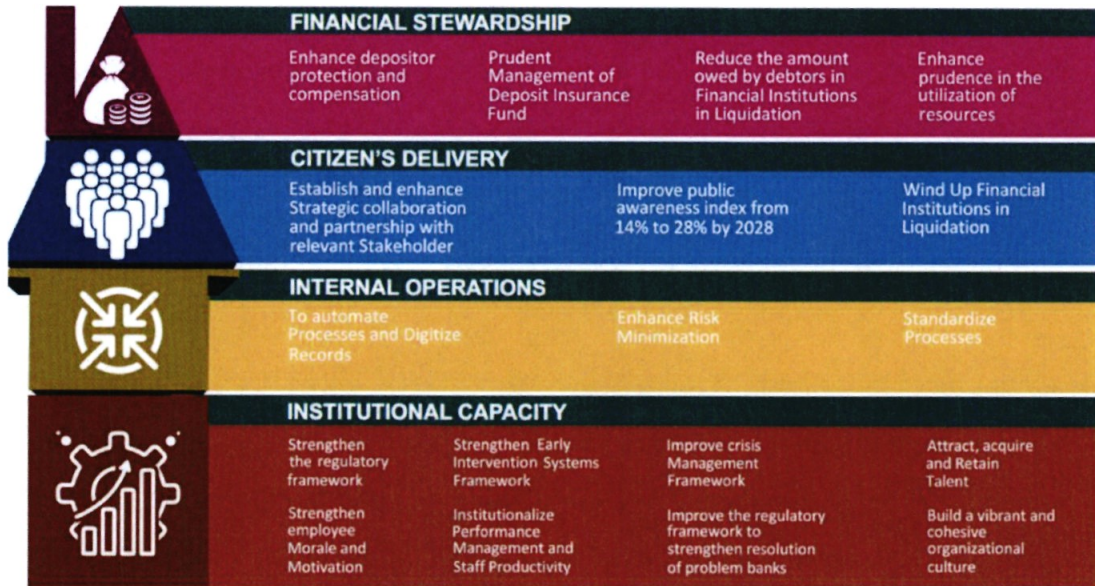 FINANCIAL STEWARDSHIP
Enhance depositor
protection and
compensation
Prudent
Management of
Deposit Insurance
Fund
Reduce the amount
owed by debtors in
Financial Institutions
in Liquidation
Enhance
prudence in the
utilization of
resources
CITIZEN'S DELIVERY
Establish and enhance
Strategic collaboration
and partnership with
relevant Stakeholder
Improve public
awareness index from
14% to 28% by 2028
Wind Up Financial
Institutions in
Liquidation
INTERNAL OPERATIONS
To automate
Processes and Digitize
Records
Enhance Risk
Minimization
Standardize
Processes
INSTITUTIONAL CAPACITY
Strengthen
the regulatory
framework
Strengthen Early
Intervention Systems
Framework
Improve crisis
Management
Framework
Attract, acquire
and Retain
Talent
Strengthen
employee
Morale and
Motivation
Institutionalize
Performance
Management and
Staff Productivity
Improve the regulatory
framework to
strengthen resolution
of problem banks
Build a vibrant and
cohesive
organizational
culture